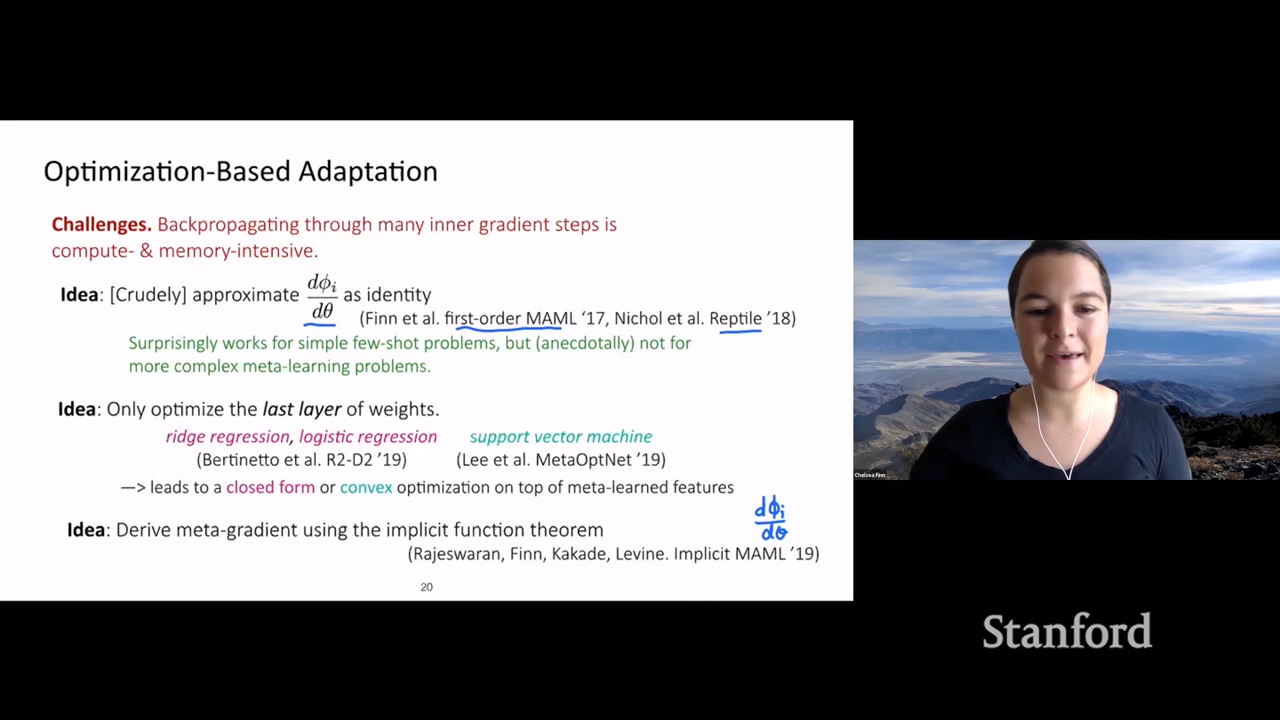 Optimization-Based Adaptation
Challenges. Backpropagating through many inner gradient steps is
compute- & memory-intensive.
Idea: [Crudely] approximate dϕᵢ/dθ as identity
(Finn et al. first-order MAML ‘17, Nichol et al. Reptile ’18)
Surprisingly works for simple few-shot problems, but (anecdotally) not for
more complex meta-learning problems.
Idea: Only optimize the last layer of weights.
ridge regression, logistic regression support vector machine
(Bertinetto et al. R2-D2 ’19) (Lee et al. MetaOptNet ’19)
—> leads to a closed form or convex optimization on top of meta-learned features
dϕᵢ/dθ
Idea: Derive meta-gradient using the implicit function theorem
(Rajeswaran, Finn, Kakade, Levine. Implicit MAML ’19)
20
Chelsea Finn
Stanford